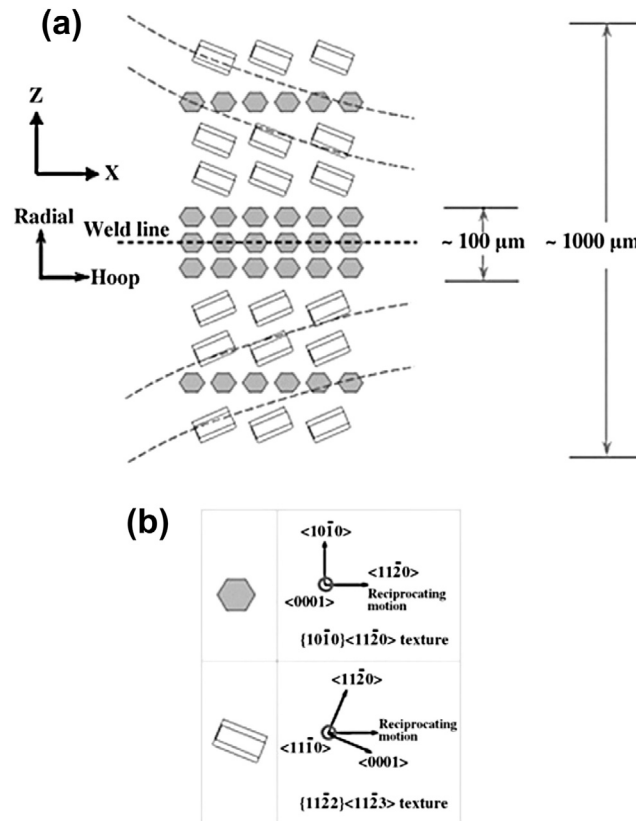 (a)
Z
X
Radial
Hoop
Weld line
~ 100 μm
~ 1000 μm
(b)
<101̄0>
<112̄0>
Reciprocating
motion
<0001>
{101̄0}<112̄0> texture
<112̄0>
Reciprocating
motion
<11̄00>
<0001>
{112̄2}<112̄3> texture